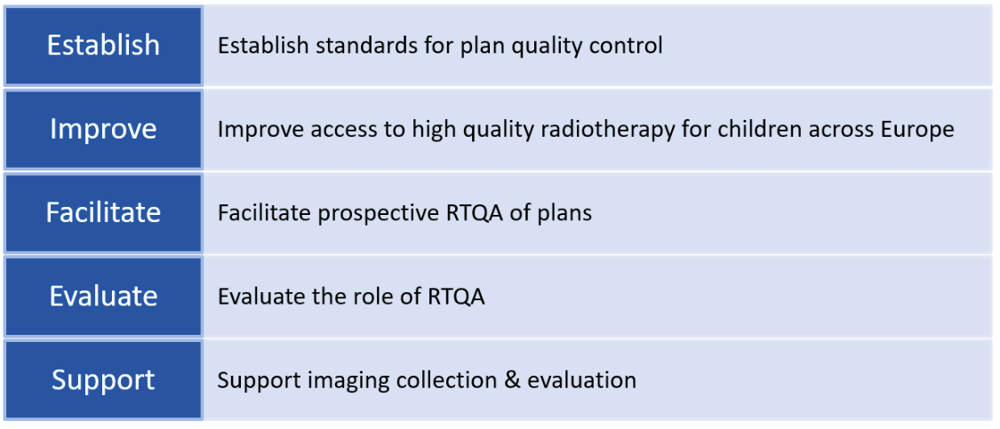 Establish
Establish standards for plan quality control
Improve
Improve access to high quality radiotherapy for children across Europe
Facilitate
Facilitate prospective RTQA of plans
Evaluate
Evaluate the role of RTQA
Support
Support imaging collection & evaluation